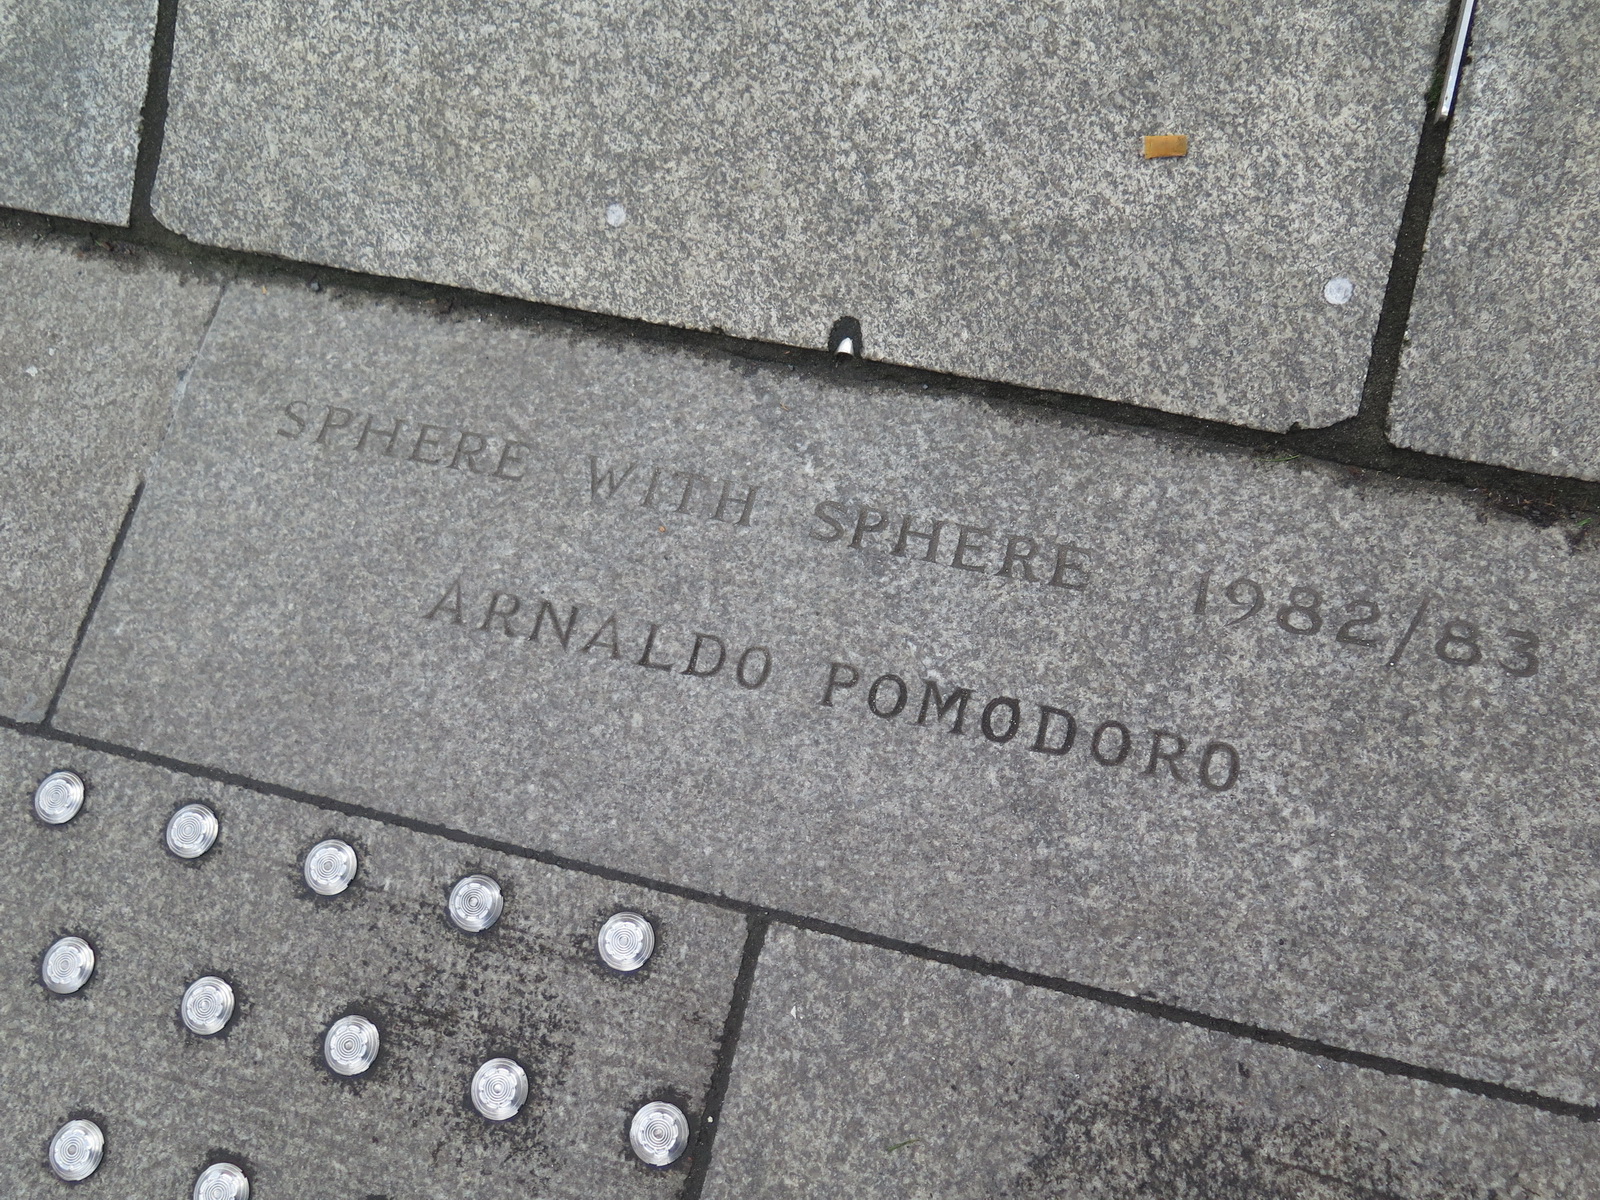 SPHERE WITH SPHERE 1982/83
ARNALDO POMODORO